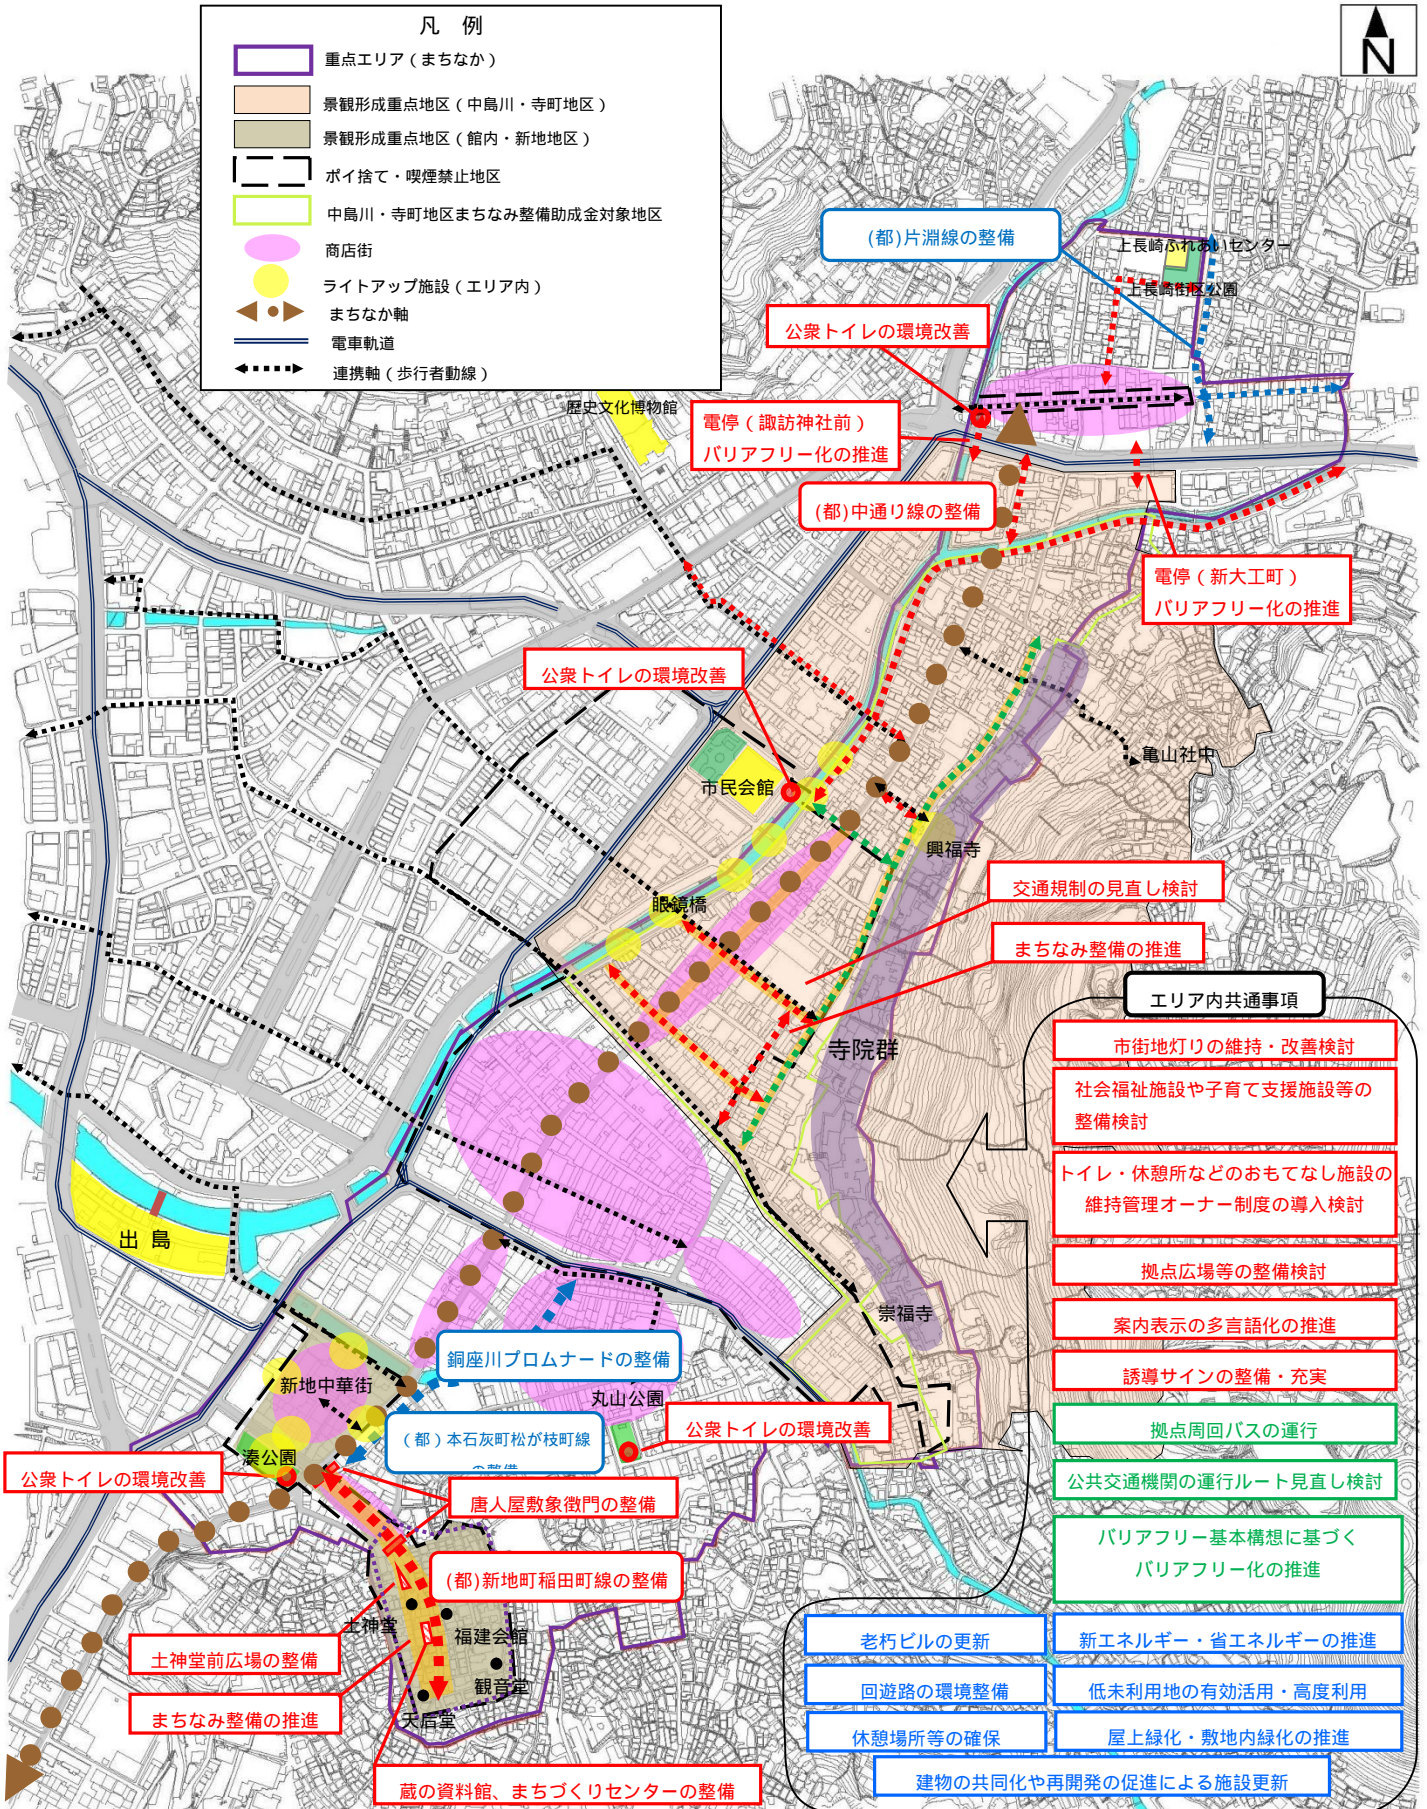 凡　例
重点エリア（まちなか）
景観形成重点地区（中島川・寺町地区）
景観形成重点地区（館内・新地地区）
ポイ捨て・喫煙禁止地区
中島川・寺町地区まちなみ整備助成金対象地区
商店街
ライトアップ施設（エリア内）
まちなか軸
電車軌道
連携軸（歩行者動線）
N
(都)片淵線の整備
上長崎ふれあいセンター
上長崎街区公園
公衆トイレの環境改善
歴史文化博物館
電停（諏訪神社前）
バリアフリー化の推進
(都)中通り線の整備
電停（新大工町）
バリアフリー化の推進
公衆トイレの環境改善
亀山社中
市民会館
興福寺
交通規制の見直し検討
眼鏡橋
まちなみ整備の推進
寺院群
エリア内共通事項
市街地灯りの維持・改善検討
社会福祉施設や子育て支援施設等の
整備検討
トイレ・休憩所などのおもてなし施設の
維持管理オーナー制度の導入検討
拠点広場等の整備検討
案内表示の多言語化の推進
誘導サインの整備・充実
拠点周回バスの運行
公共交通機関の運行ルート見直し検討
バリアフリー基本構想に基づく
バリアフリー化の推進
出島
崇福寺
銅座川プロムナードの整備
新地中華街
丸山公園
公衆トイレの環境改善
（都）本石灰町松が枝町線
の整備
湊公園
公衆トイレの環境改善
唐人屋敷象徴門の整備
(都)新地町稲田町線の整備
土神堂
福建会館
土神堂前広場の整備
観音堂
まちなみ整備の推進
天后堂
蔵の資料館、まちづくりセンターの整備
老朽ビルの更新
新エネルギー・省エネルギーの推進
回遊路の環境整備
低未利用地の有効活用・高度利用
休憩場所等の確保
屋上緑化・敷地内緑化の推進
建物の共同化や再開発の促進による施設更新